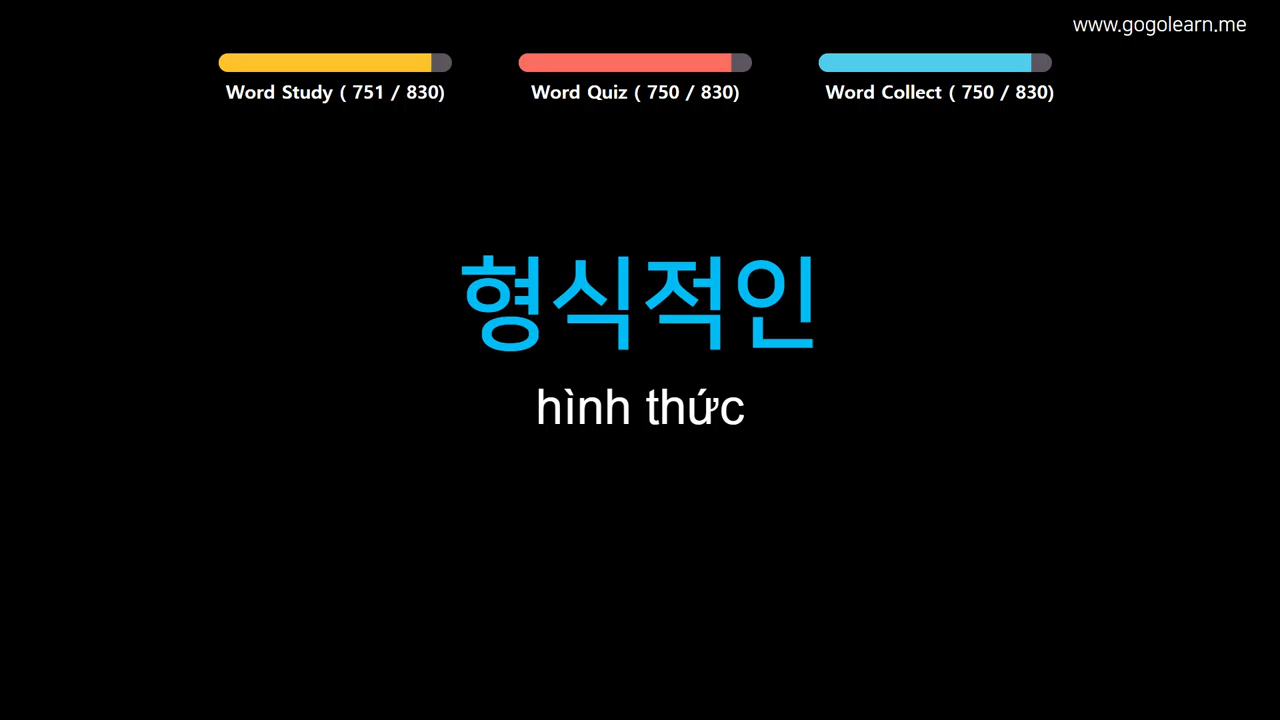 www.gogolearn.me
Word Study ( 751 / 830)
Word Quiz ( 750 / 830)
Word Collect ( 750 / 830)
형식적인
hình thức